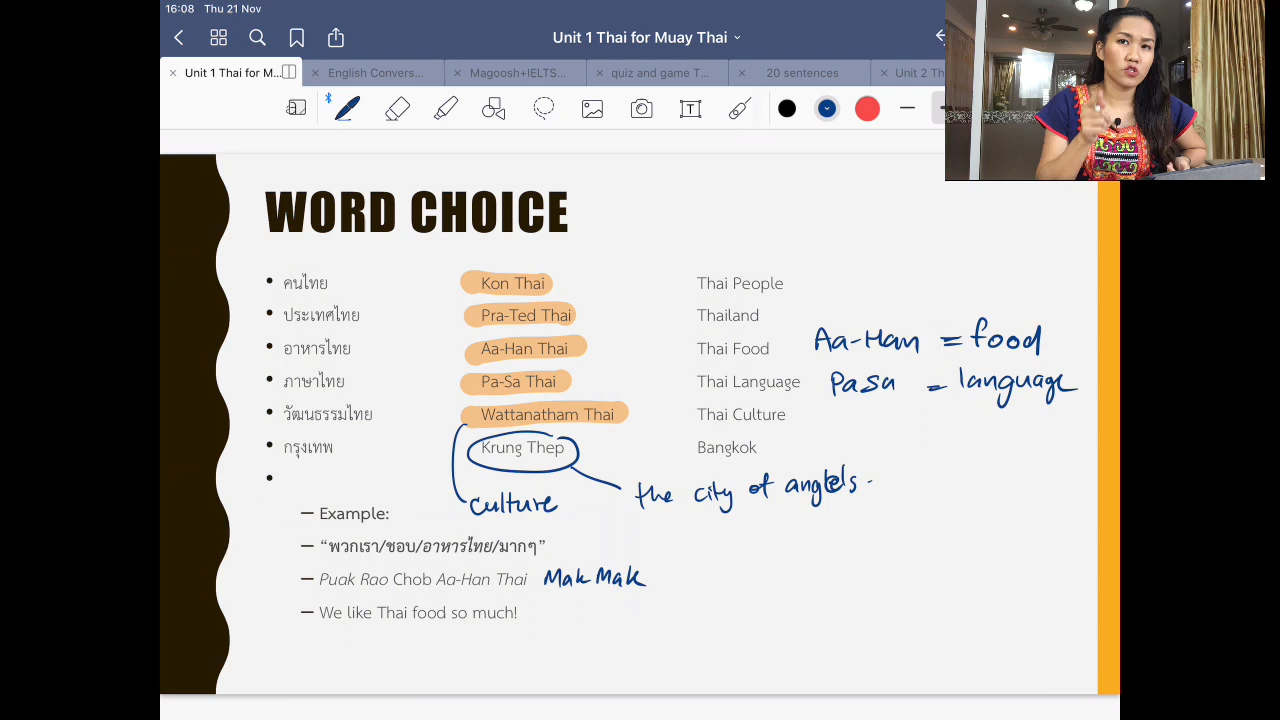 16:08 Thu 21 Nov
Unit 1 Thai for Muay Thai
Unit 1 Thai for M... English Convers... Magoosh+IELTS... quiz and game T... 20 sentences Unit 2 Th
WORD CHOICE
• คนไทย Kon Thai Thai People
• ประเทศไทย Pra-Ted Thai Thailand
• อาหารไทย Aa-Han Thai Thai Food Aa-Han = food
• ภาษาไทย Pa-Sa Thai Thai Language Pasa = language
• วัฒนธรรมไทย Wattanatham Thai Thai Culture
• กรุงเทพ Krung Thep Bangkok
culture the city of angels
– Example:
– “พวกเรา/ชอบ/อาหารไทย/มากๆ”
– Puak Rao Chob Aa-Han Thai Mak Mak
– We like Thai food so much!